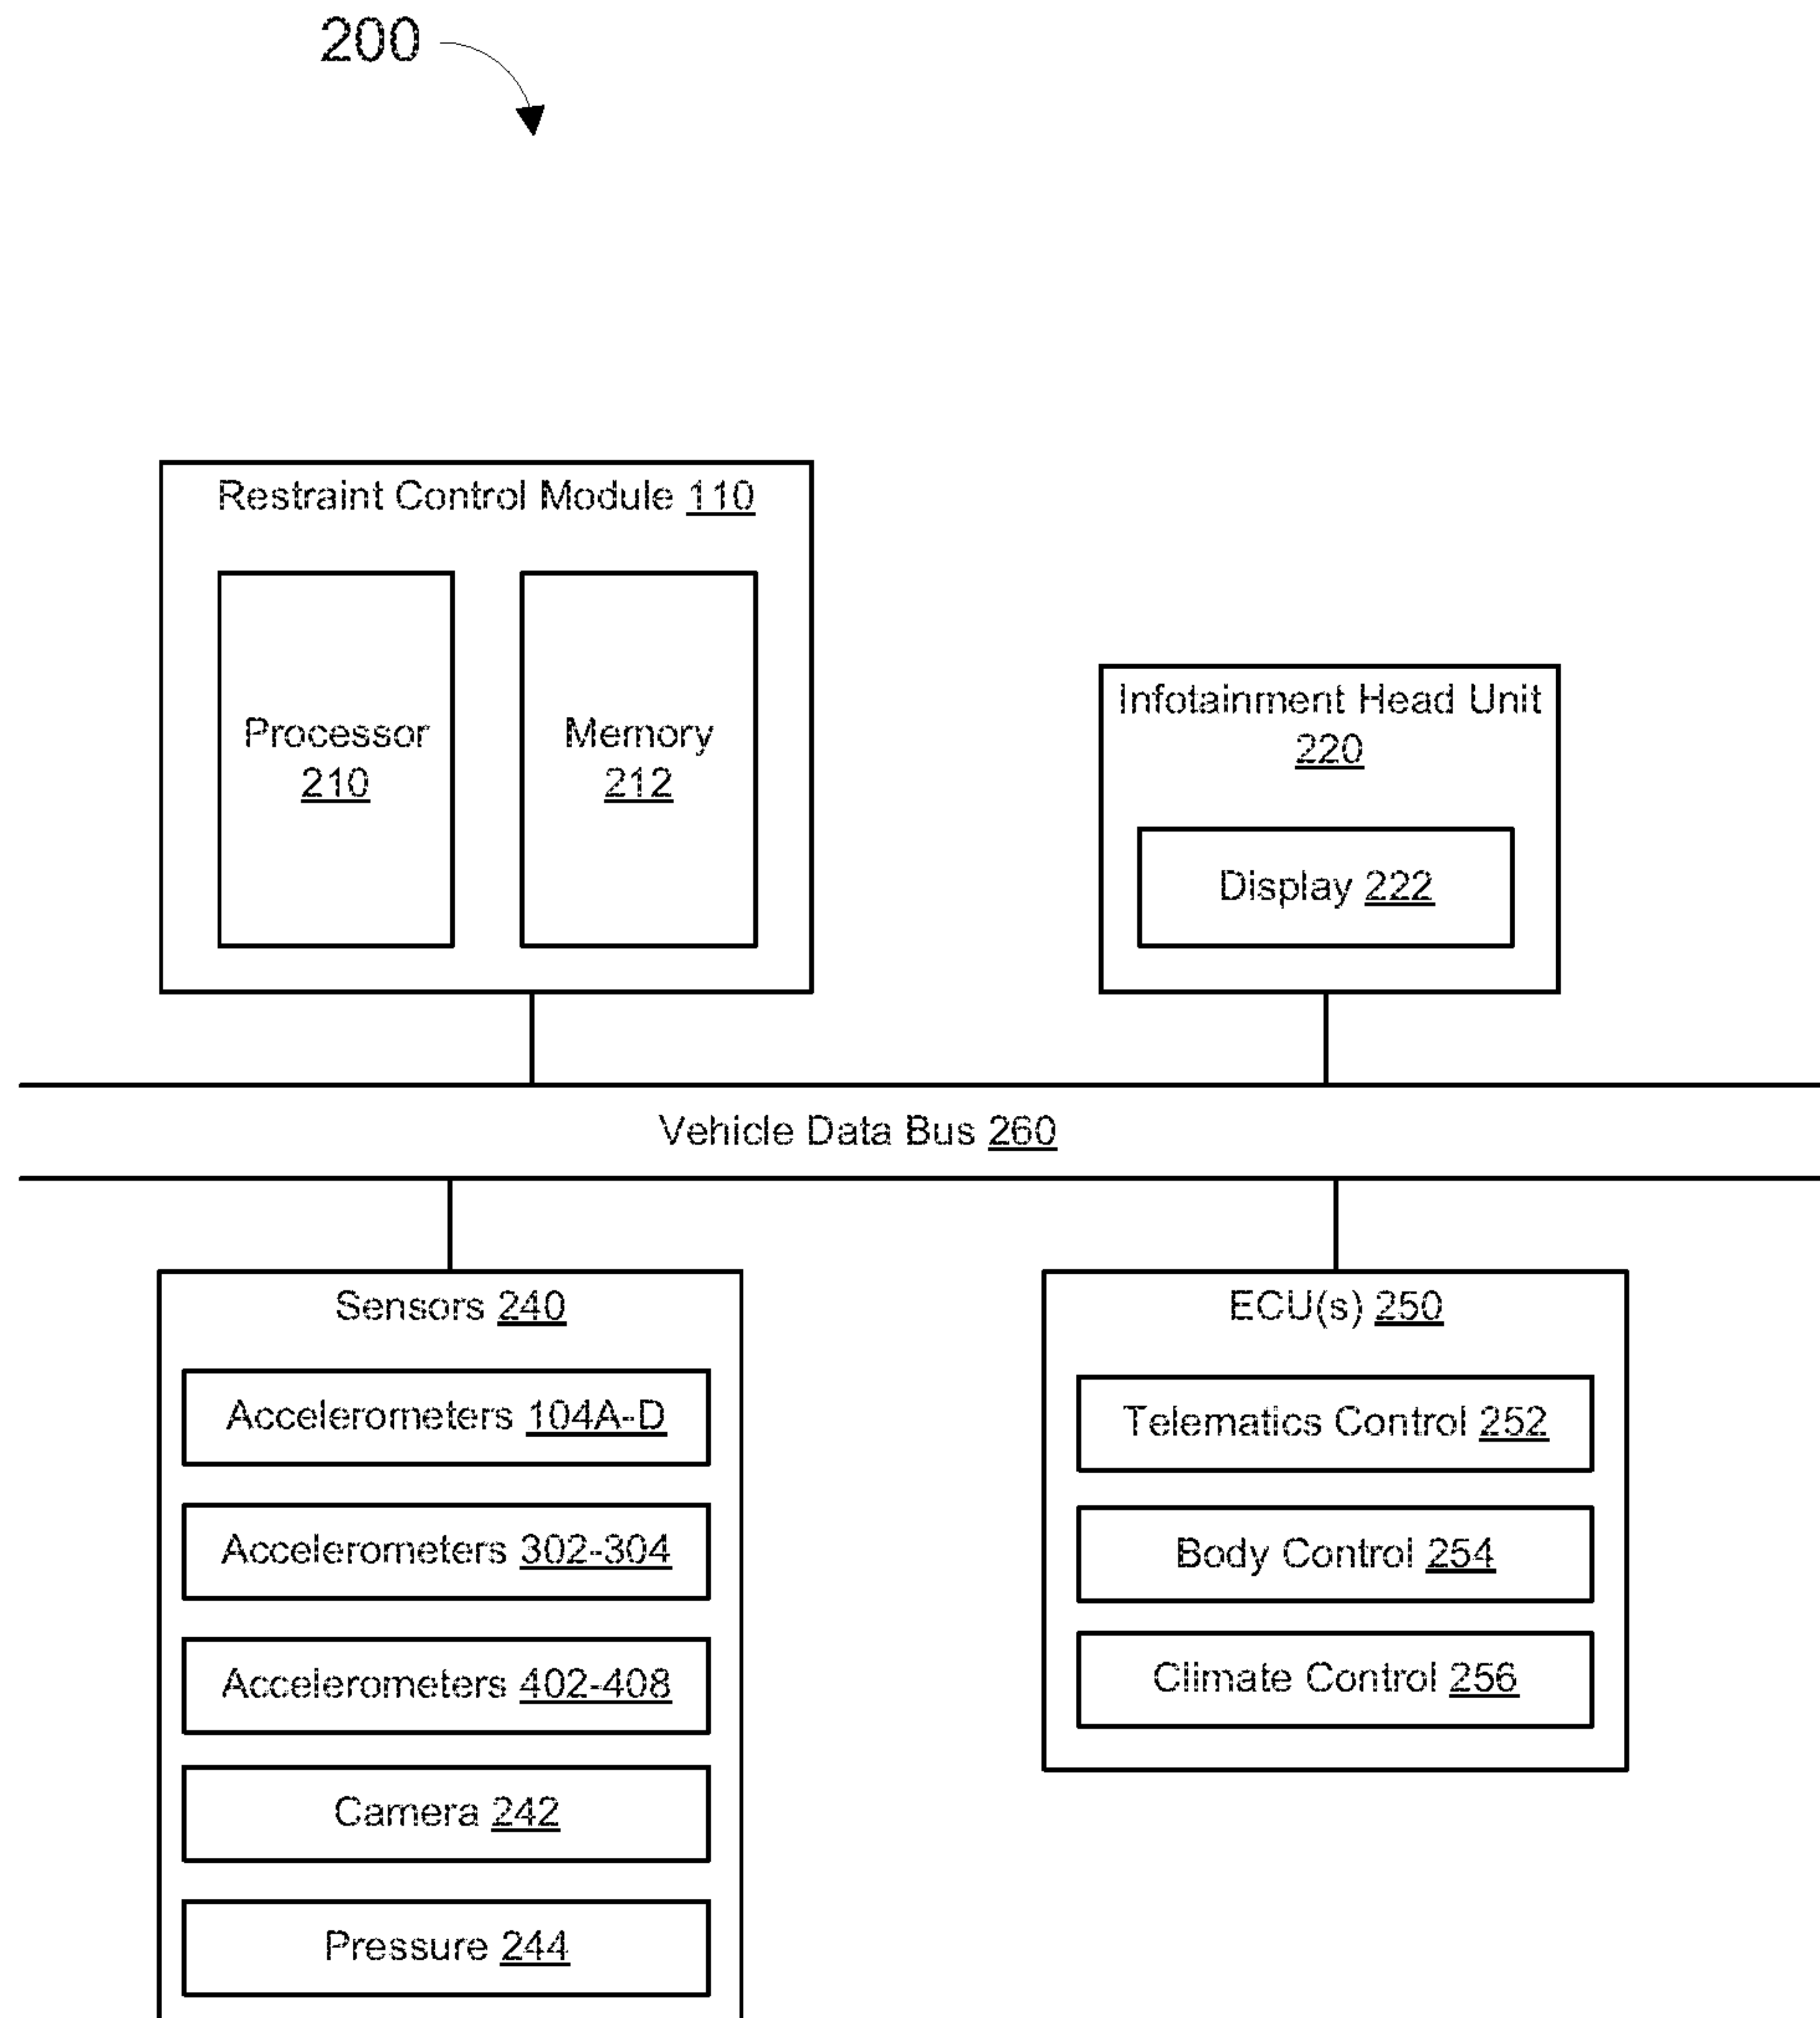 200
Restraint Control Module 110
Processor
210
Memory
212
Infotainment Head Unit
220
Display 222
Vehicle Data Bus 260
Sensors 240
Accelerometers 104A-D
Accelerometers 302-304
Accelerometers 402-408
Camera 242
Pressure 244
ECU(s) 250
Telematics Control 252
Body Control 254
Climate Control 256